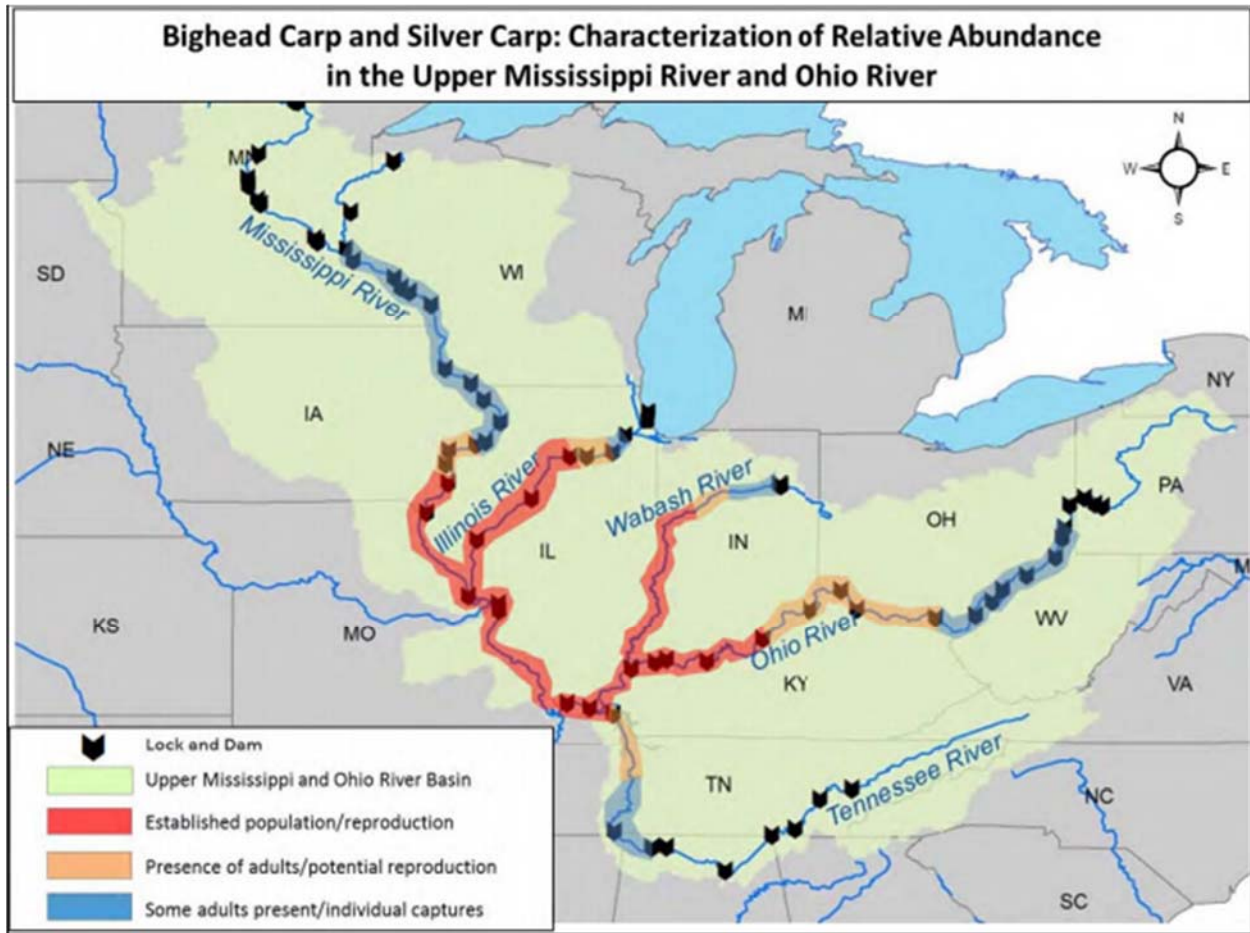 Bighead Carp and Silver Carp: Characterization of Relative Abundance
in the Upper Mississippi River and Ohio River
N
W
E
S
MN
Mississippi River
WI
SD
MI
NY
IA
NE
Illinois River
Wabash River
PA
OH
IN
IL
M
WV
KS
MO
Ohio River
KY
VA
Lock and Dam
Upper Mississippi and Ohio River Basin
Established population/reproduction
Presence of adults/potential reproduction
Some adults present/individual captures
TN
Tennessee River
NC
SC